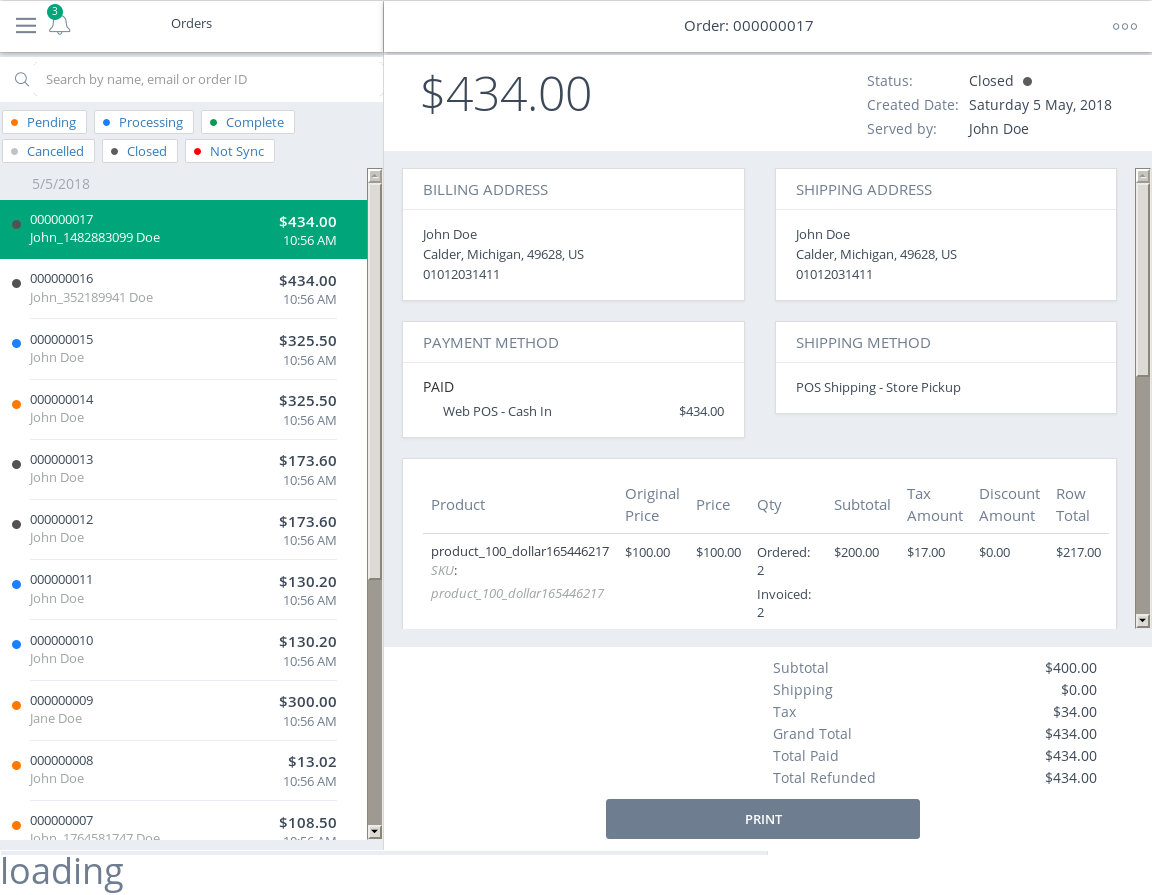 3
Orders
Order: 000000017
Search by name, email or order ID
Pending
Processing
Complete
Cancelled
Closed
Not Sync
5/5/2018
000000017 $434.00
John_1482883099 Doe 10:56 AM
000000016 $434.00
John_352189941 Doe 10:56 AM
000000015 $325.50
John Doe 10:56 AM
000000014 $325.50
John Doe 10:56 AM
000000013 $173.60
John Doe 10:56 AM
000000012 $173.60
John Doe 10:56 AM
000000011 $130.20
John Doe 10:56 AM
000000010 $130.20
John Doe 10:56 AM
000000009 $300.00
Jane Doe 10:56 AM
000000008 $13.02
John Doe 10:56 AM
000000007 $108.50
John_1764581747 Doe 10:56 AM
$434.00
Status: Closed
Created Date: Saturday 5 May, 2018
Served by: John Doe
BILLING ADDRESS
John Doe
Calder, Michigan, 49628, US
01012031411
SHIPPING ADDRESS
John Doe
Calder, Michigan, 49628, US
01012031411
PAYMENT METHOD
PAID
Web POS - Cash In $434.00
SHIPPING METHOD
POS Shipping - Store Pickup
Product
Original
Price
Price
Qty
Subtotal
Tax
Amount
Discount
Amount
Row
Total
product_100_dollar165446217 $100.00 $100.00 Ordered: $200.00 $17.00 $0.00 $217.00
SKU: 2
product_100_dollar165446217 Invoiced:
2
Subtotal $400.00
Shipping $0.00
Tax $34.00
Grand Total $434.00
Total Paid $434.00
Total Refunded $434.00
PRINT
loading